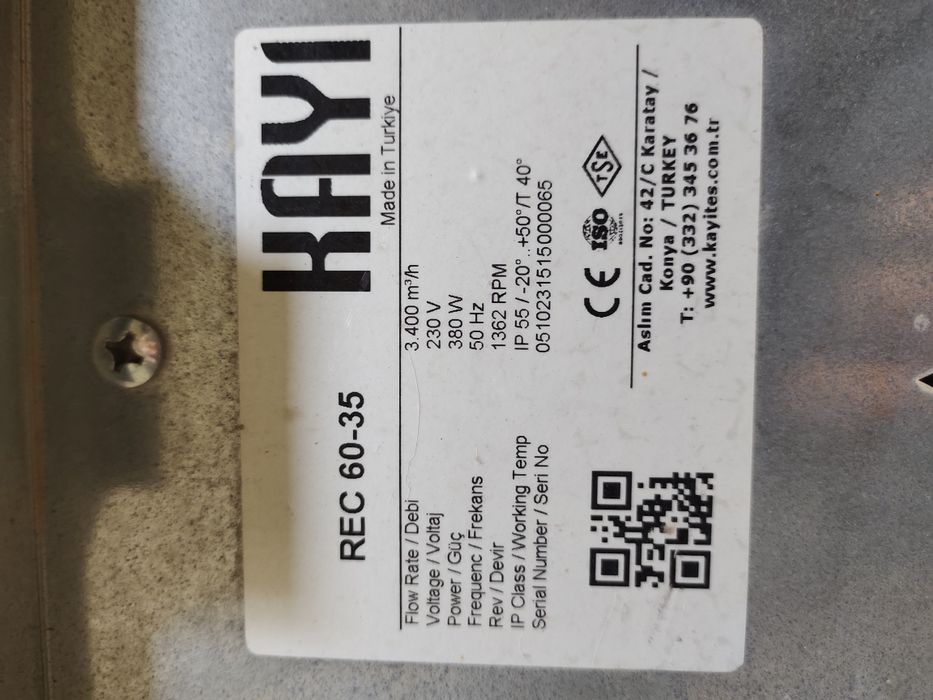 KAYI
Made in Turkiye
REC 60-35
Flow Rate / Debi 3.400 m³/h
Voltage / Voltaj 230 V
Power / Güç 380 W
Frequenc / Frekans 50 Hz
Rev / Devir 1362 RPM
IP Class / Working Temp IP 55 / -20°..+50°/T 40°
Serial Number / Seri No 0510231515000065
CE ISO TSE
Aslım Cad. No: 42/C Karatay /
Konya / TURKEY
T: +90 (332) 345 36 76
www.kayites.com.tr